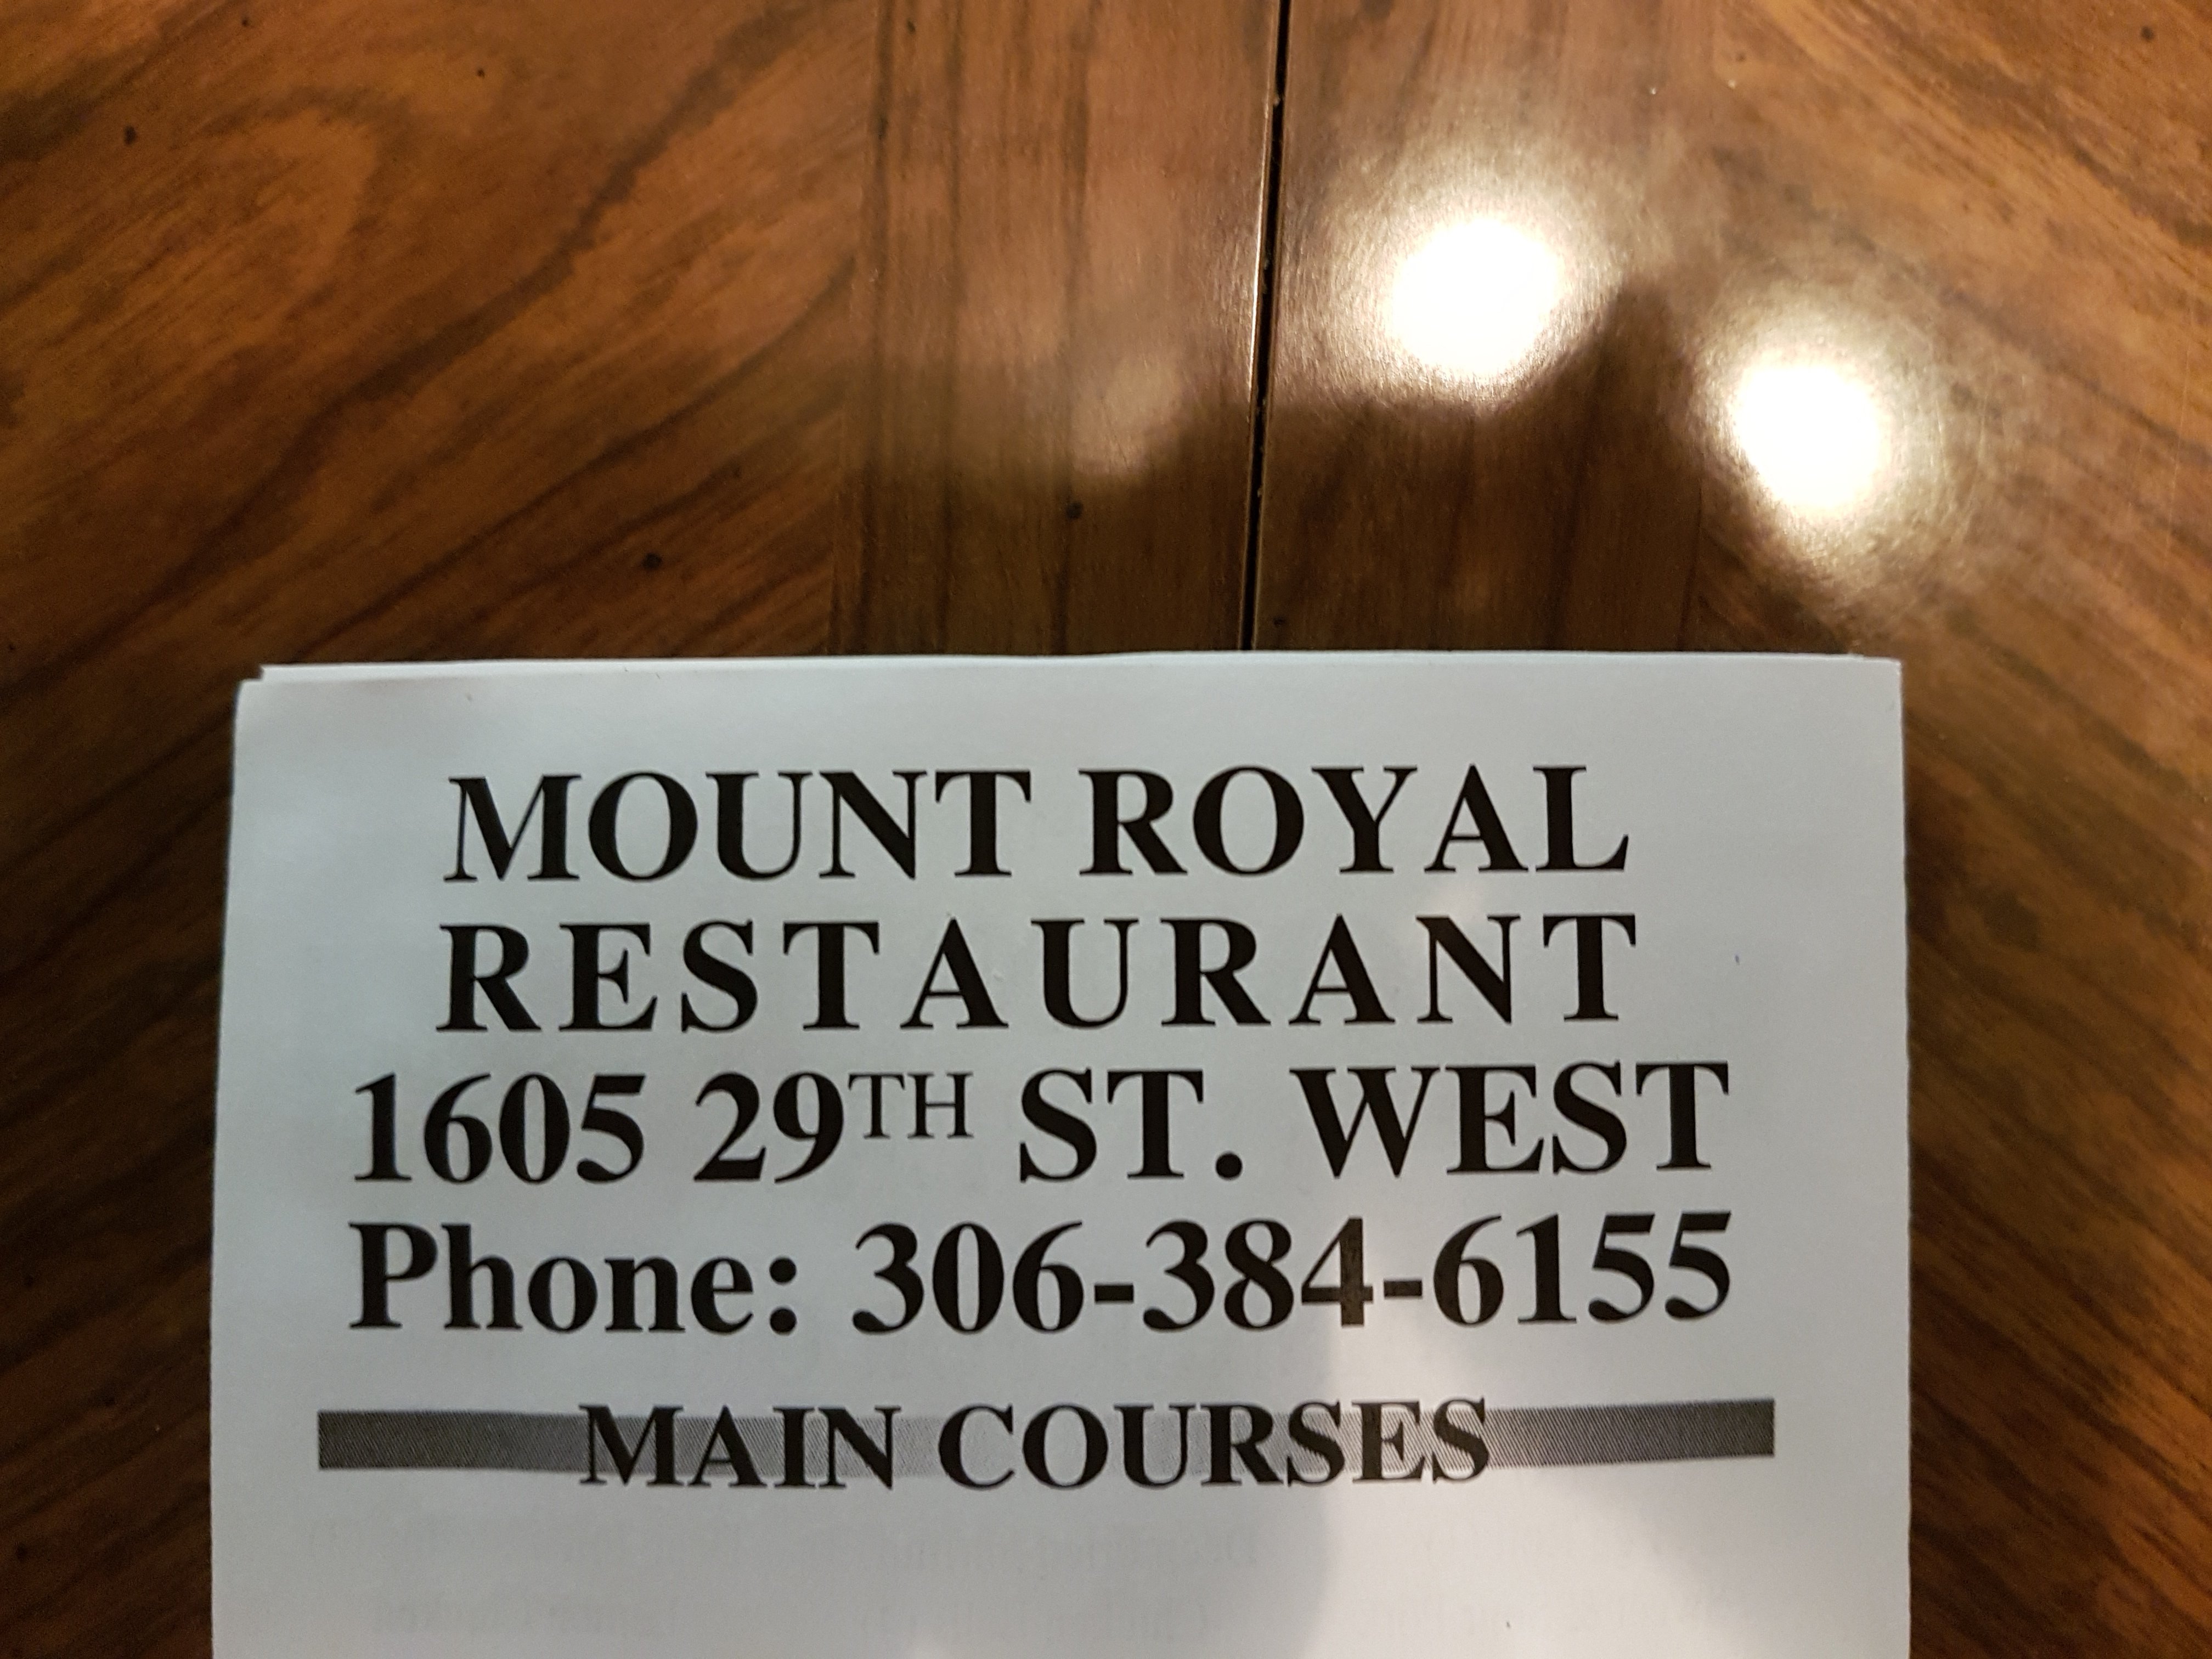 MOUNT ROYAL
RESTAURANT
1605 29TH ST. WEST
Phone: 306-384-6155
MAIN COURSES